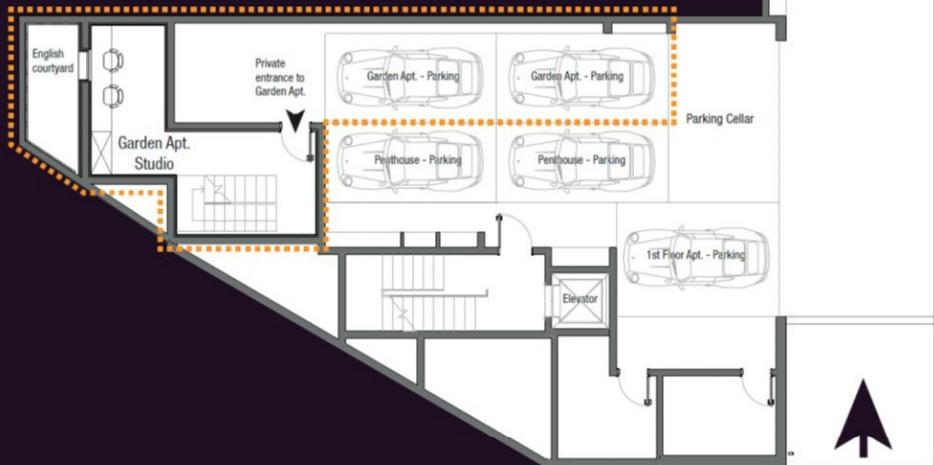 English
courtyard
Private
entrance to
Garden Apt.
Garden Apt. - Parking
Garden Apt. - Parking
Parking Cellar
Garden Apt.
Studio
Penthouse - Parking
Penthouse - Parking
1st Floor Apt. - Parking
Elevator